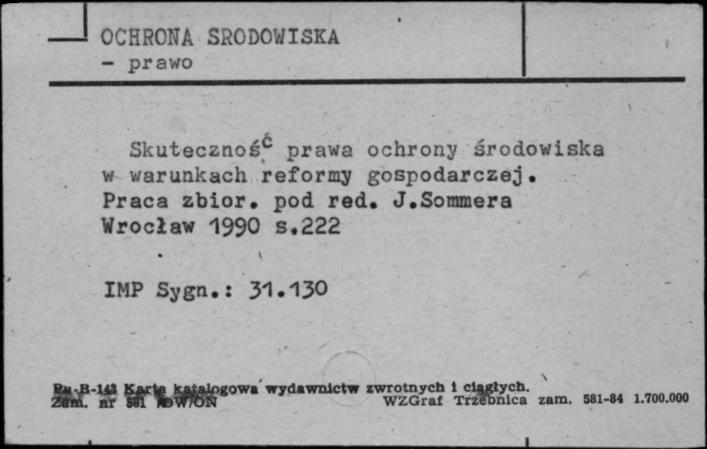 OCHRONA SRODOWISKA
- prawo
Skuteczność prawa ochrony środowiska
w warunkach reformy gospodarczej.
Praca zbior. pod red. J.Sommera
Wrocław 1990 s.222
IMP Sygn.: 31.130
Pu-B-143 Karta katalogowa wydawnictw zwrotnych i ciągłych.
Zam. nr 581 WZGraf Trzebnica zam. 581-84 1.700.000